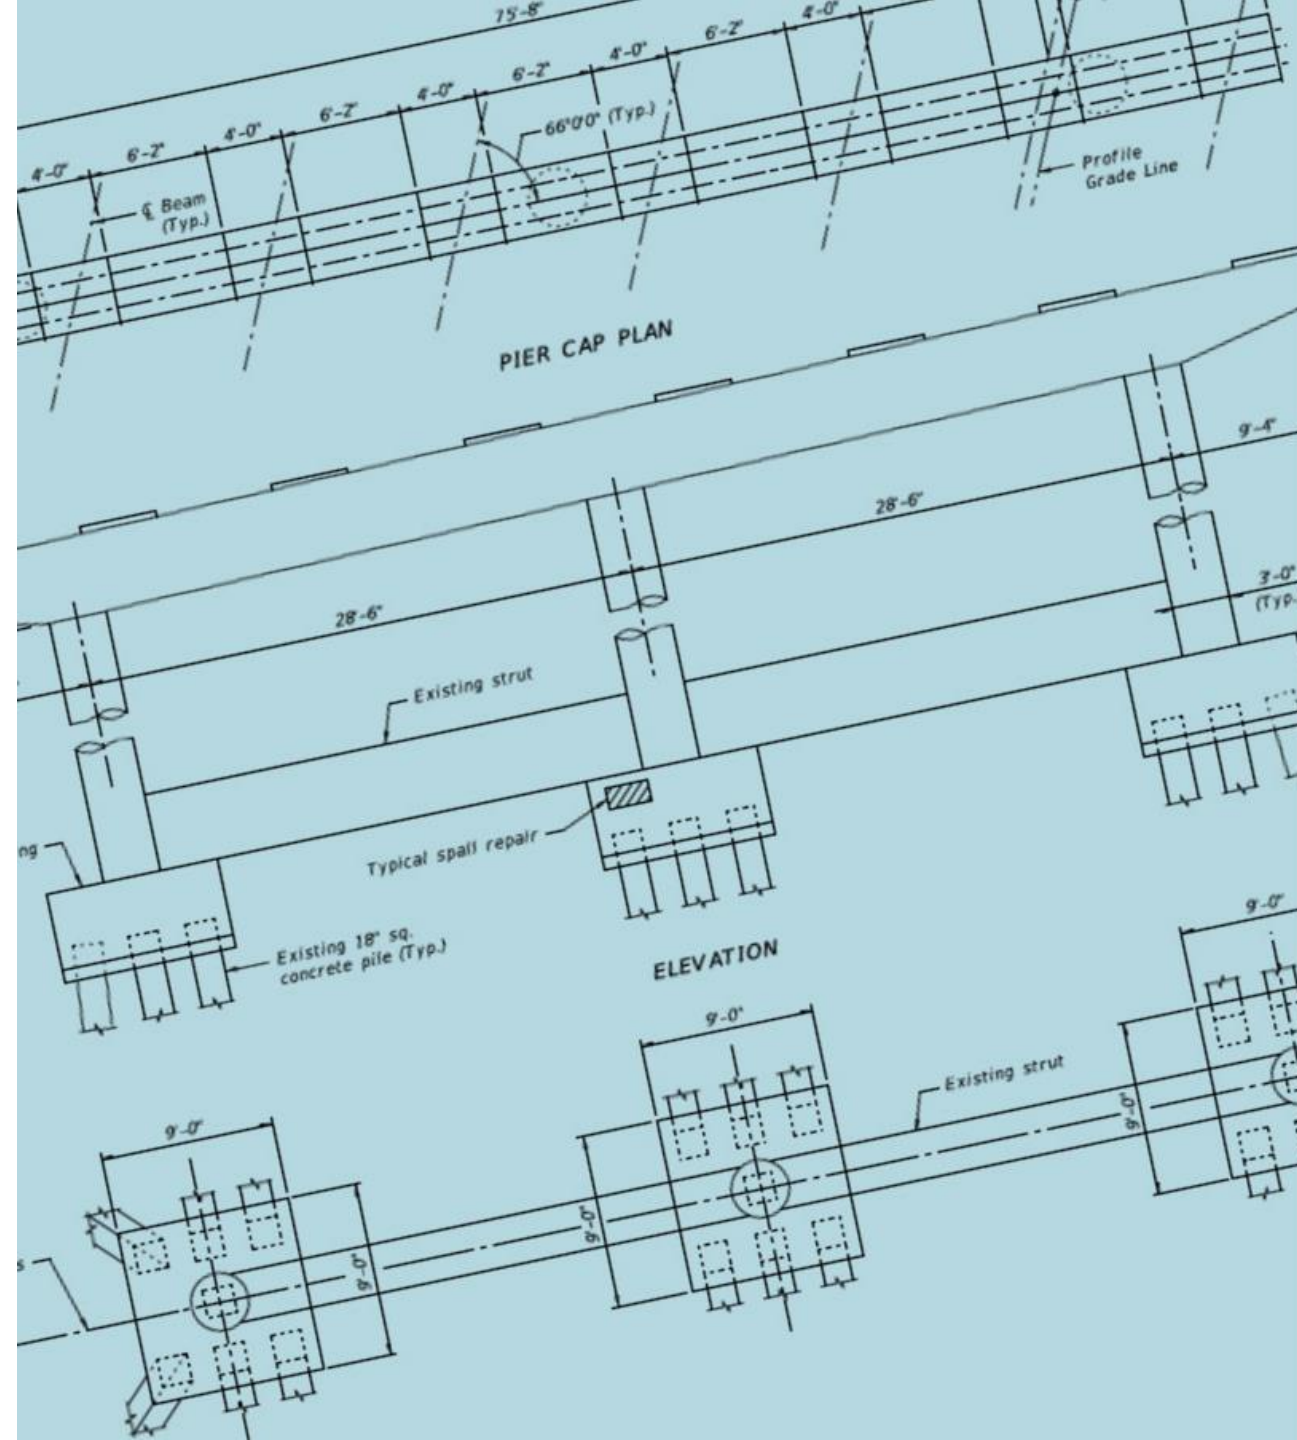 75'-8"
4'-0"
6'-2"
4'-0"
6'-2"
4'-0"
6'-2"
4'-0"
6'-2"
4'-0"
66°0'0" (Typ.)
℄ Beam
(Typ.)
Profile
Grade Line
PIER CAP PLAN
28'-6"
28'-6"
9'-4"
3'-0"
(Typ.
Existing strut
Typical spall repair
ng
Existing 18" sq.
concrete pile (Typ.)
ELEVATION
9'-0"
9'-0"
9'-0"
Existing strut
9'-0"
9'-0"
9'-0"
s